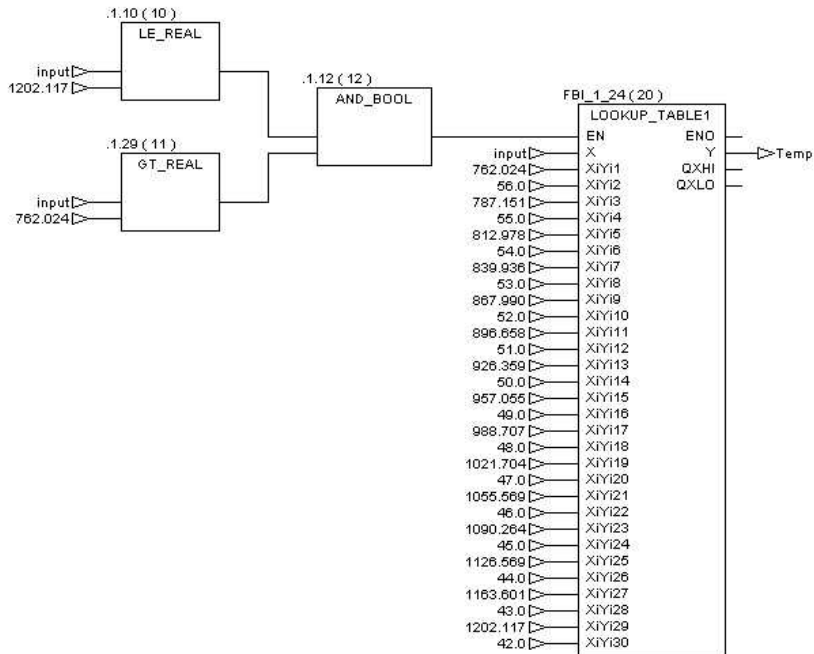 .1.10 ( 10 )
LE_REAL
input
1202.117
.1.12 ( 12 )
AND_BOOL
.1.29 ( 11 )
GT_REAL
input
762.024
FBI_1_24 ( 20 )
LOOKUP_TABLE1
EN ENO
input X Y Temp
762.024 XiYi1 QXHI
56.0 XiYi2 QXLO
787.151 XiYi3
55.0 XiYi4
812.978 XiYi5
54.0 XiYi6
839.936 XiYi7
53.0 XiYi8
867.990 XiYi9
52.0 XiYi10
896.658 XiYi11
51.0 XiYi12
926.359 XiYi13
50.0 XiYi14
957.055 XiYi15
49.0 XiYi16
988.707 XiYi17
48.0 XiYi18
1021.704 XiYi19
47.0 XiYi20
1055.569 XiYi21
46.0 XiYi22
1090.264 XiYi23
45.0 XiYi24
1126.569 XiYi25
44.0 XiYi26
1163.601 XiYi27
43.0 XiYi28
1202.117 XiYi29
42.0 XiYi30